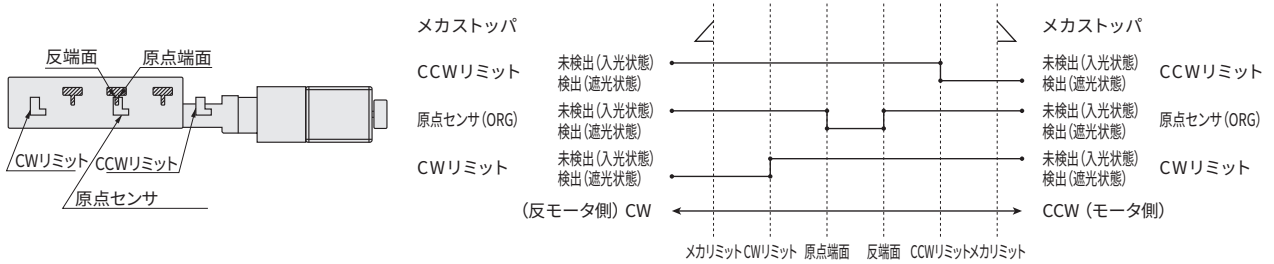 反端面
原点端面
CWリミット
CCWリミット
原点センサ
メカストッパ
メカストッパ
CCWリミット
未検出(入光状態)
検出(遮光状態)
未検出(入光状態)
検出(遮光状態)
CCWリミット
原点センサ(ORG)
未検出(入光状態)
検出(遮光状態)
未検出(入光状態)
検出(遮光状態)
原点センサ(ORG)
CWリミット
未検出(入光状態)
検出(遮光状態)
未検出(入光状態)
検出(遮光状態)
CWリミット
(反モータ側) CW
CCW (モータ側)
メカリミット
CWリミット
原点端面
反端面
CCWリミット
メカリミット